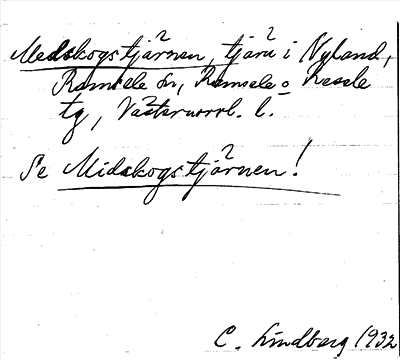 Medskogstjärnen, tjärn i Nyland,
Ramsele sn, Ramsele o Resele
tg, Västernorrl. l.
Se Midskogstjärnen!
C. Lindberg 1932